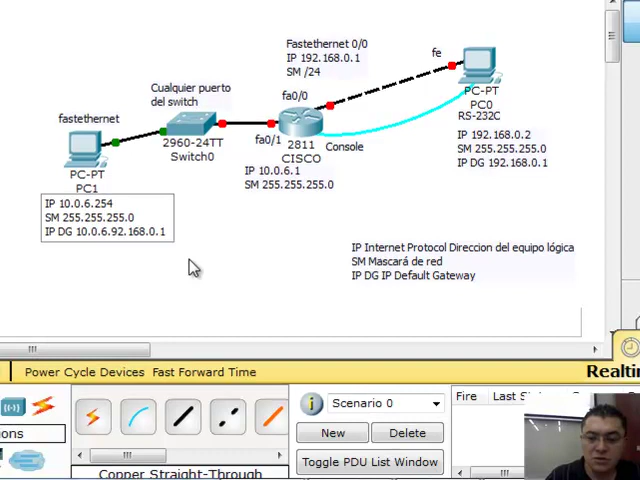 Fastethernet 0/0
IP 192.168.0.1
SM /24
fe
PC-PT
PC0
RS-232C
Cualquier puerto
del switch
fa0/0
fastethernet
fa0/1
2960-24TT
Switch0
2811
CISCO
Console
IP 192.168.0.2
SM 255.255.255.0
IP DG 192.168.0.1
PC-PT
PC1
IP 10.0.6.1
SM 255.255.255.0
IP 10.0.6.254
SM 255.255.255.0
IP DG 10.0.6.92.168.0.1
IP Internet Protocol Direccion del equipo lógica
SM Mascará de red
IP DG IP Default Gateway
Power Cycle Devices Fast Forward Time
Realti
Scenario 0
Fire
Last St
ons
New
Delete
Toggle PDU List Window
Copper Straight-Through